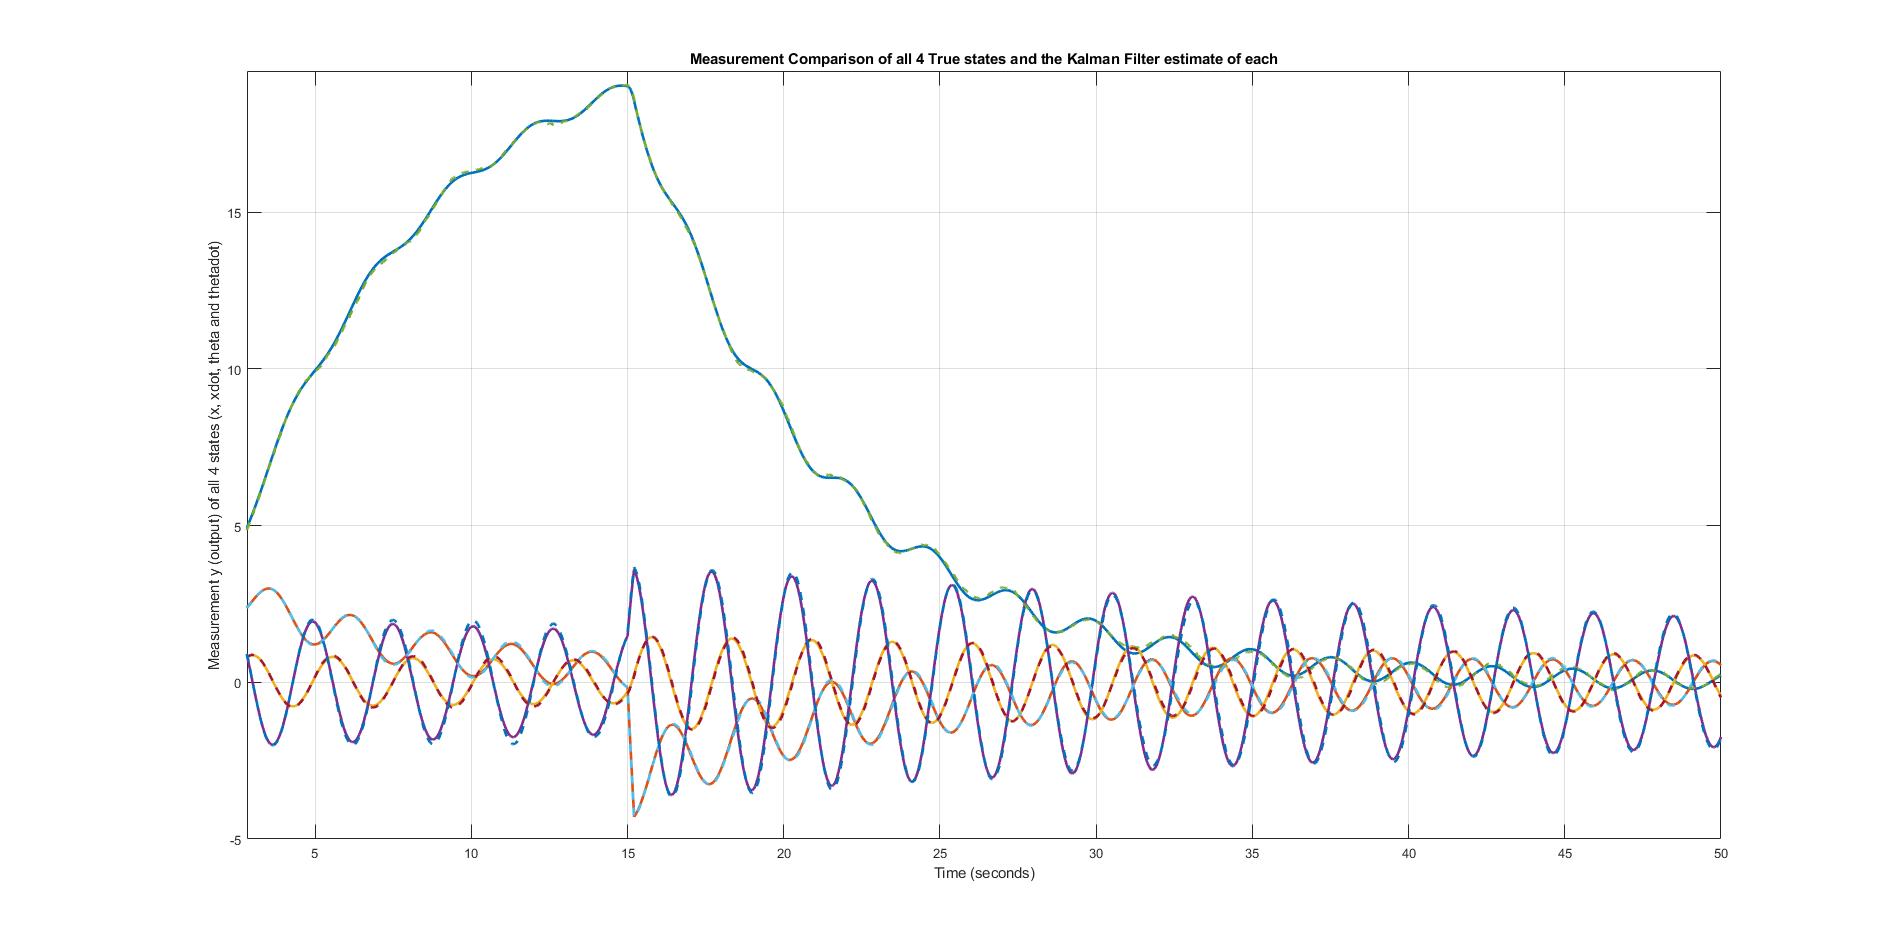 Measurement Comparison of all 4 True states and the Kalman Filter estimate of each
Measurement y (output) of all 4 states (x, xdot, theta and thetadot)
15
10
5
0
-5
5 10 15 20 25 30 35 40 45 50
Time (seconds)